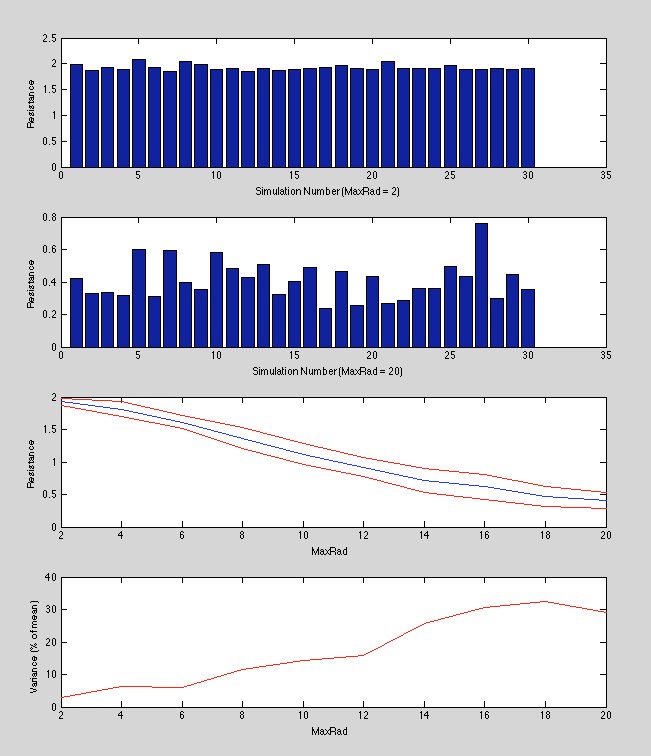 2.5
2
1.5
1
0.5
0
Resistance
0 5 10 15 20 25 30 35
Simulation Number (MaxRad = 2)
0.8
0.6
0.4
0.2
0
Resistance
0 5 10 15 20 25 30 35
Simulation Number (MaxRad = 20)
2
1.5
1
0.5
0
Resistance
2 4 6 8 10 12 14 16 18 20
MaxRad
40
30
20
10
0
Variance (% of mean)
2 4 6 8 10 12 14 16 18 20
MaxRad